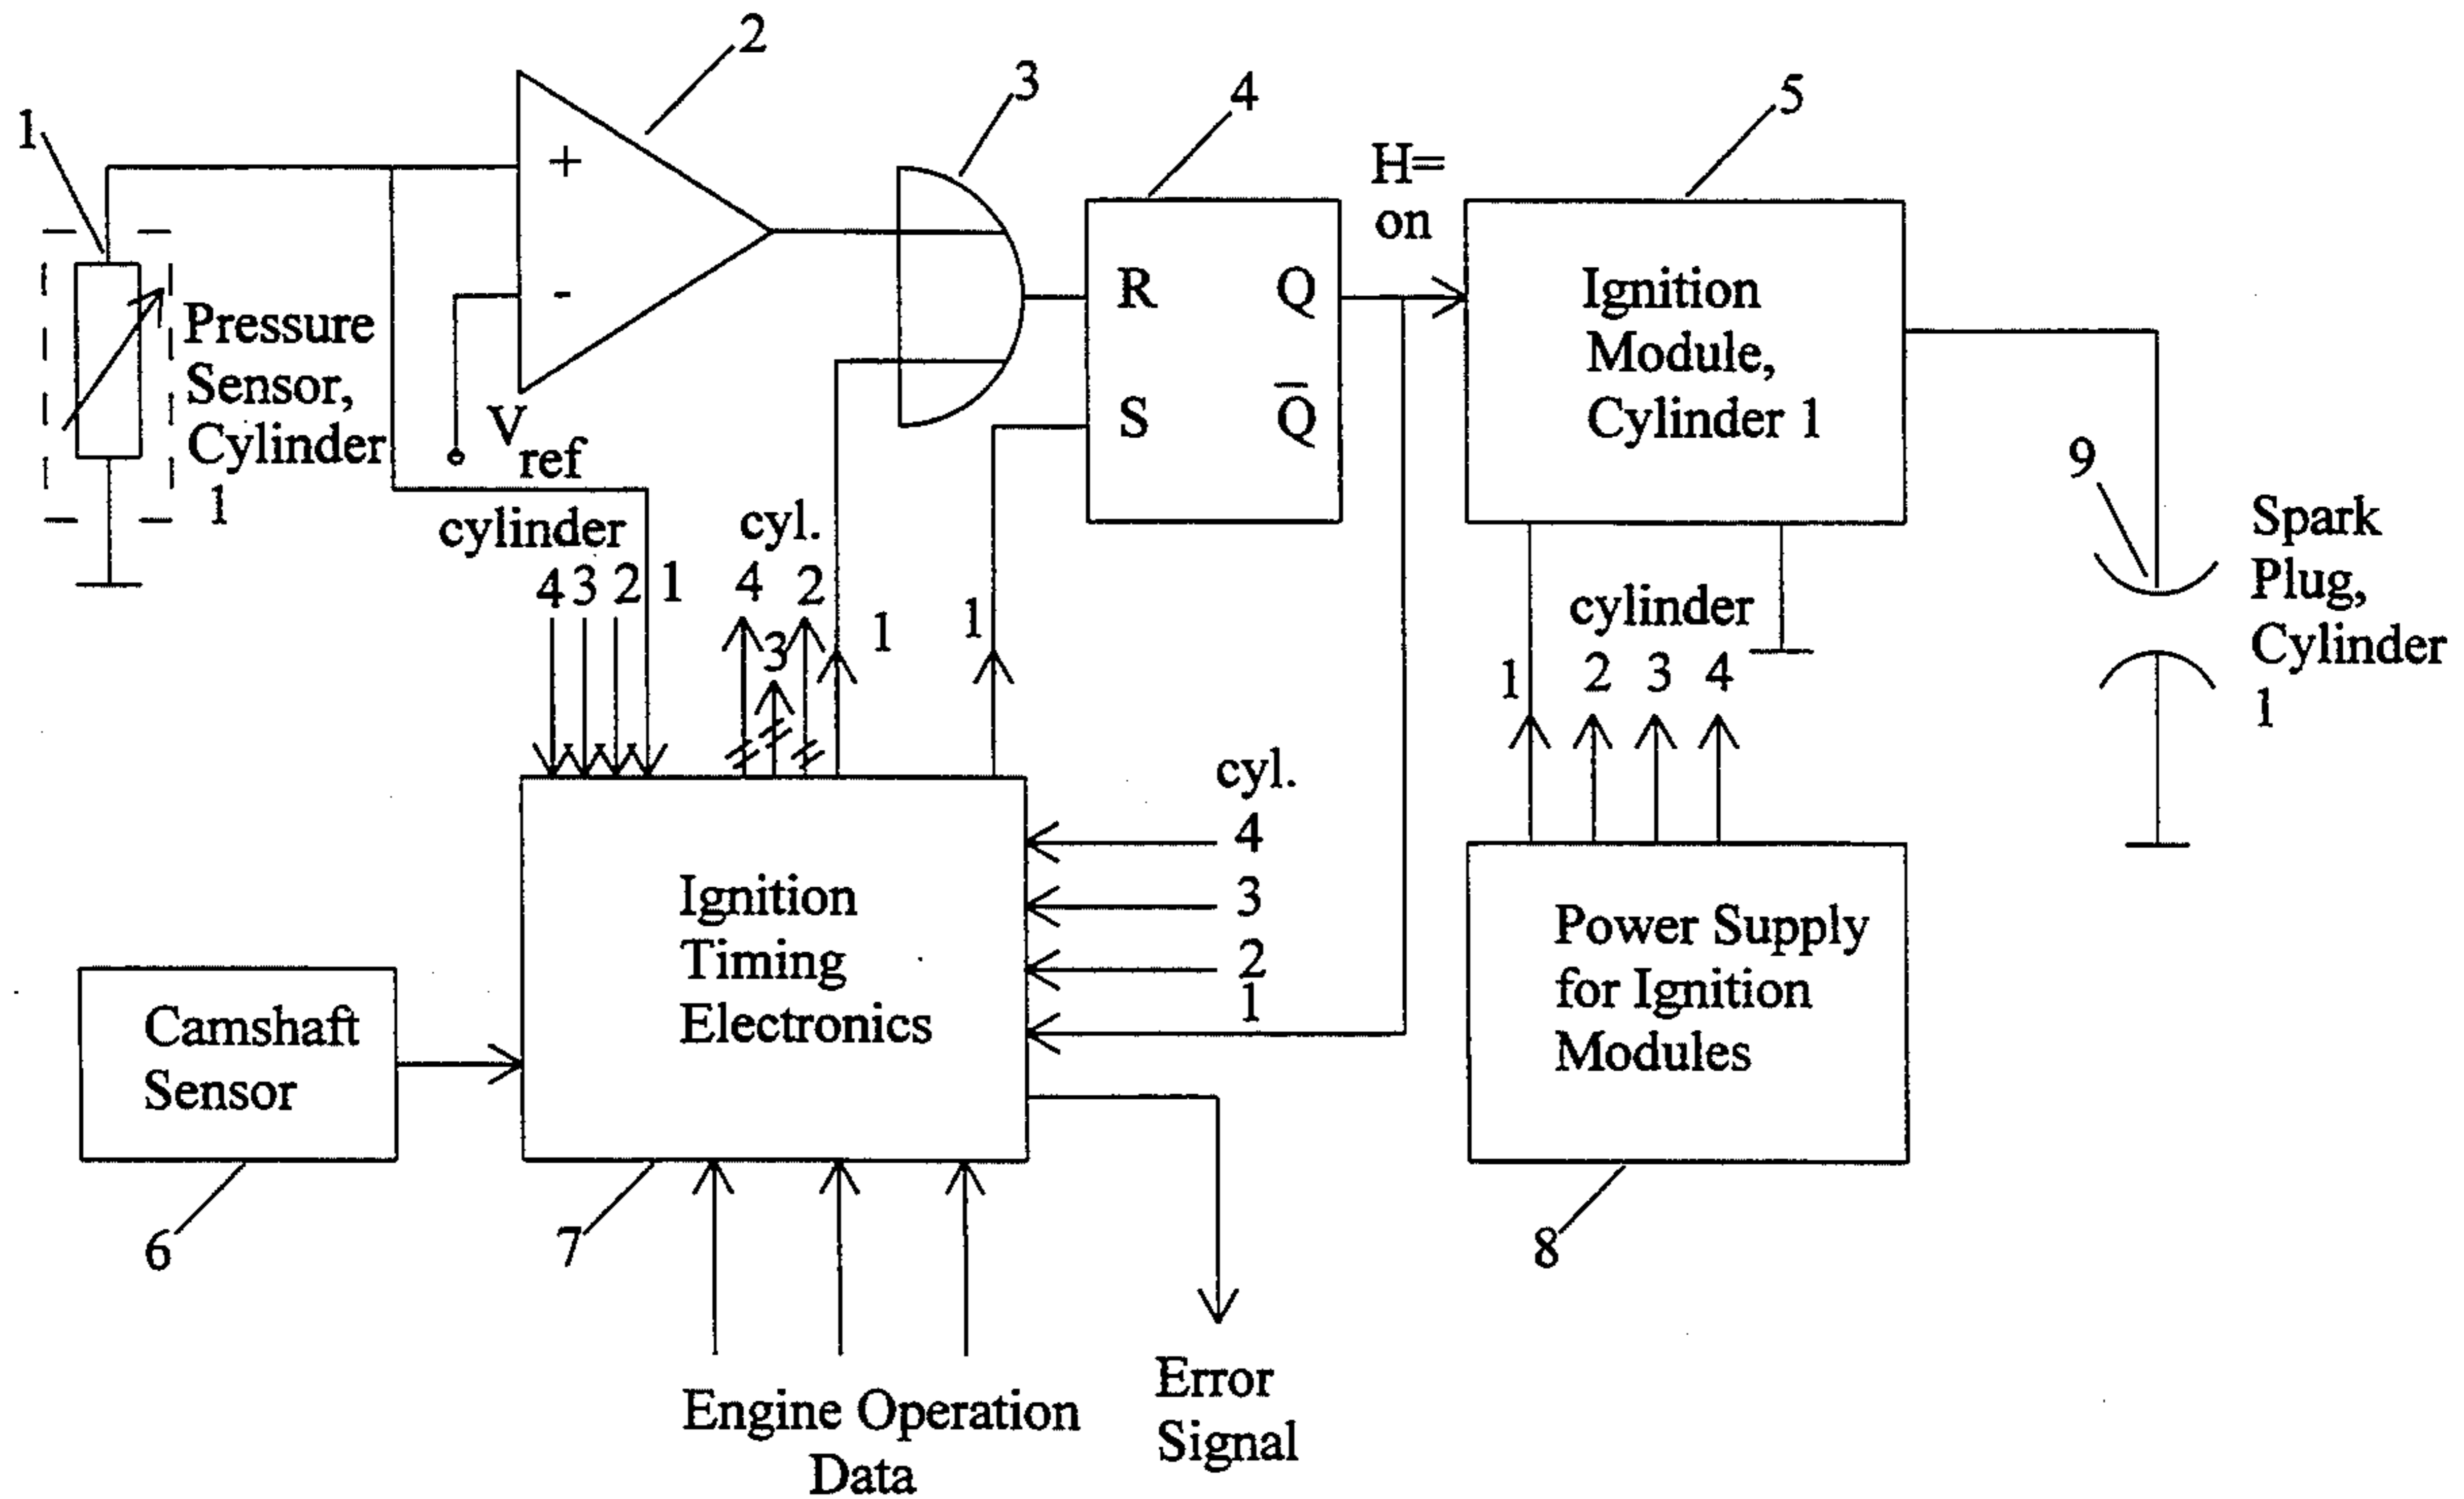 2
3
4
5
1
H=
on
+
-
Pressure
Sensor,
Cylinder
1
V
ref
R
Q
S
Q̅
Ignition
Module,
Cylinder 1
9
Spark
Plug,
Cylinder
1
cylinder
4 3 2 1
cyl.
4 3 2 1
1
cylinder
1 2 3 4
cyl.
4
3
2
1
Ignition
Timing
Electronics
Camshaft
Sensor
Power Supply
for Ignition
Modules
6
7
8
Engine Operation
Data
Error
Signal